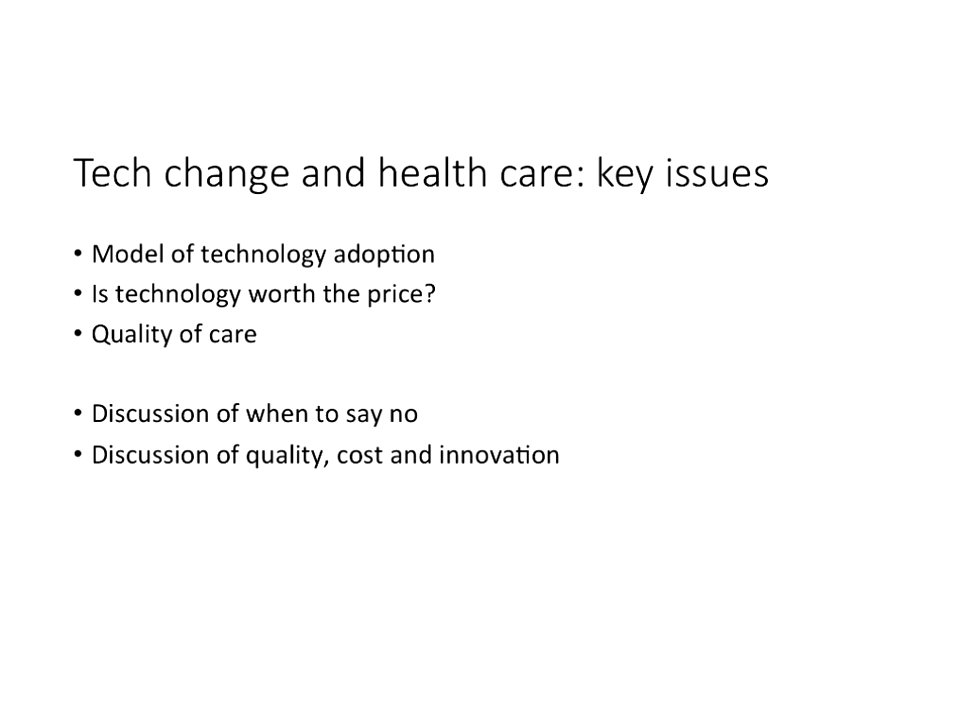 Tech change and health care: key issues
• Model of technology adoption
• Is technology worth the price?
• Quality of care
• Discussion of when to say no
• Discussion of quality, cost and innovation